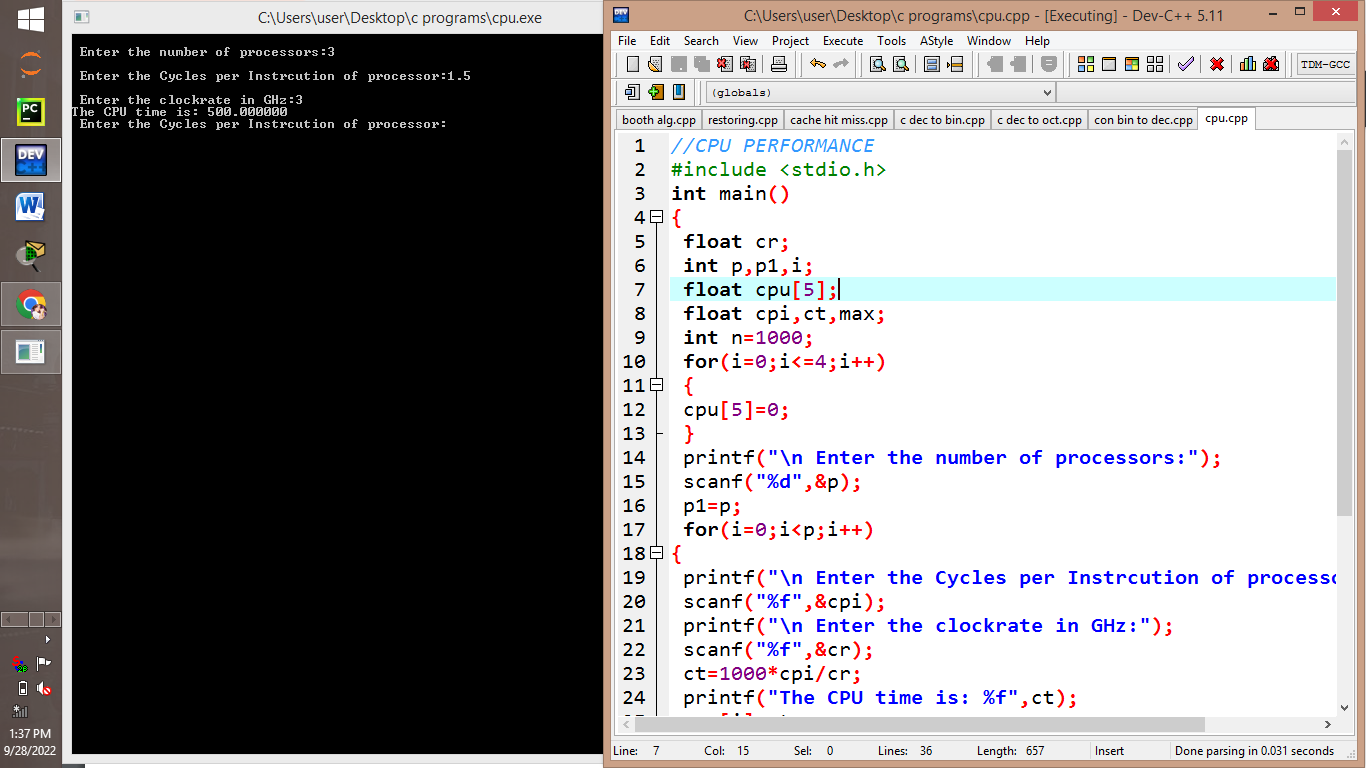 C:\Users\user\Desktop\c programs\cpu.exe
Enter the number of processors:3
Enter the Cycles per Instrcution of processor:1.5
Enter the clockrate in GHz:3
The CPU time is: 500.000000
Enter the Cycles per Instrcution of processor:
PC
DEV
1:37 PM
9/28/2022
C:\Users\user\Desktop\c programs\cpu.cpp - [Executing] - Dev-C++ 5.11
File Edit Search View Project Execute Tools AStyle Window Help
TDM-GCC
(globals)
booth alg.cpp restoring.cpp cache hit miss.cpp c dec to bin.cpp c dec to oct.cpp con bin to dec.cpp cpu.cpp
1 //CPU PERFORMANCE
2 #include <stdio.h>
3 int main()
4 {
5 float cr;
6 int p,p1,i;
7 float cpu[5];
8 float cpi,ct,max;
9 int n=1000;
10 for(i=0;i<=4;i++)
11 {
12 cpu[5]=0;
13 }
14 printf("\n Enter the number of processors:");
15 scanf("%d",&p);
16 p1=p;
17 for(i=0;i<p;i++)
18 {
19 printf("\n Enter the Cycles per Instrcution of
20 scanf("%f",&cpi);
21 printf("\n Enter the clockrate in GHz:");
22 scanf("%f",&cr);
23 ct=1000*cpi/cr;
24 printf("The CPU time is: %f",ct);
Line: 7 Col: 15 Sel: 0 Lines: 36 Length: 657 Insert Done parsing in 0.031 seconds